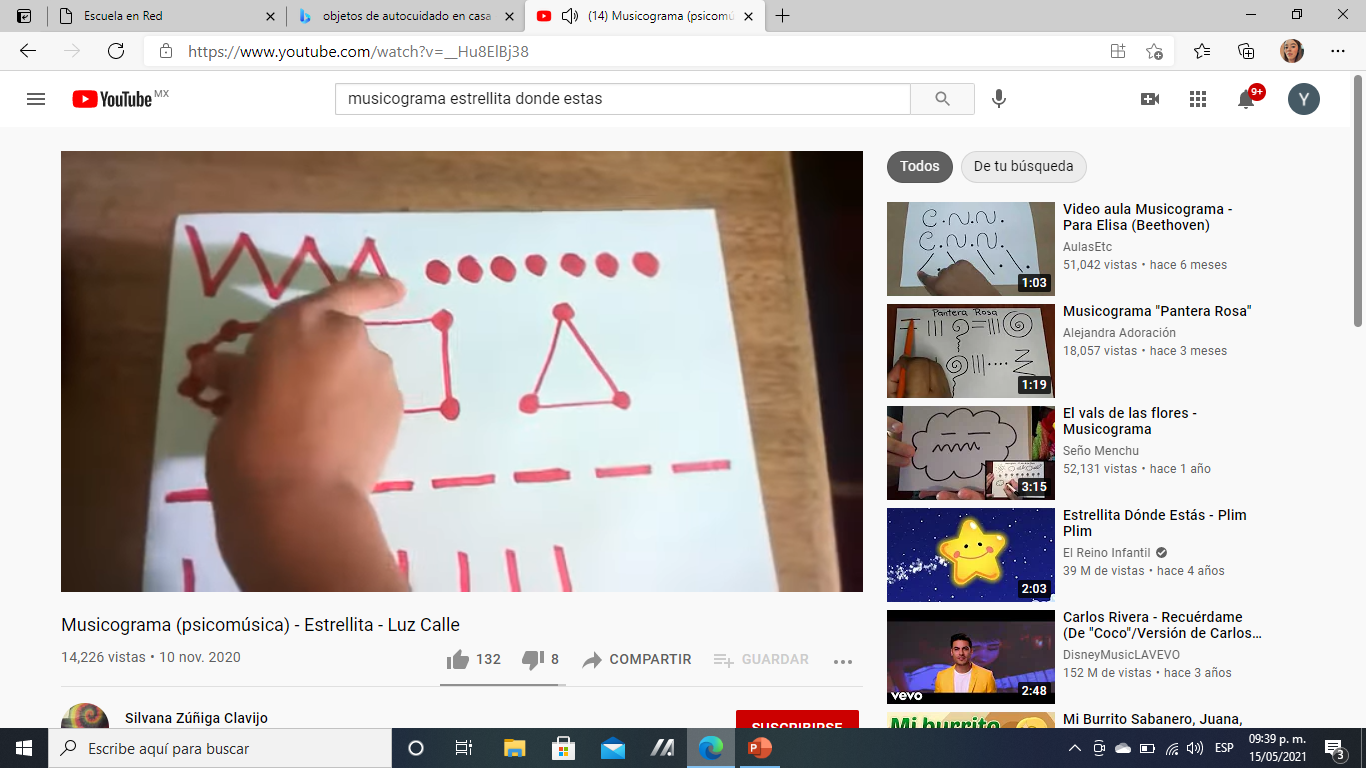 Escuela en Red
objetos de autocuidado en casa
(14) Musicograma (psicomú
https://www.youtube.com/watch?v=__Hu8ElBj38
YouTube MX
musicograma estrellita donde estas
9+
Y
Todos
De tu búsqueda
Video aula Musicograma -
Para Elisa (Beethoven)
AulasEtc
51,042 vistas • hace 6 meses
1:03
Musicograma "Pantera Rosa"
Alejandra Adoración
18,057 vistas • hace 3 meses
Pantera Rosa
1:19
El vals de las flores -
Musicograma
Seño Menchu
52,131 vistas • hace 1 año
3:15
Estrellita Dónde Estás - Plim
Plim
El Reino Infantil
39 M de vistas • hace 4 años
2:03
Carlos Rivera - Recuérdame
(De "Coco"/Versión de Carlos...
DisneyMusicLAVEVO
152 M de vistas • hace 3 años
vevo
2:48
Mi burrito
Mi Burrito Sabanero, Juana,
Musicograma (psicomúsica) - Estrellita - Luz Calle
14,226 vistas • 10 nov. 2020
132
8
COMPARTIR
GUARDAR
Silvana Zúñiga Clavijo
SUSCRIBIRSE
Escribe aquí para buscar
ESP
09:39 p. m.
15/05/2021
3